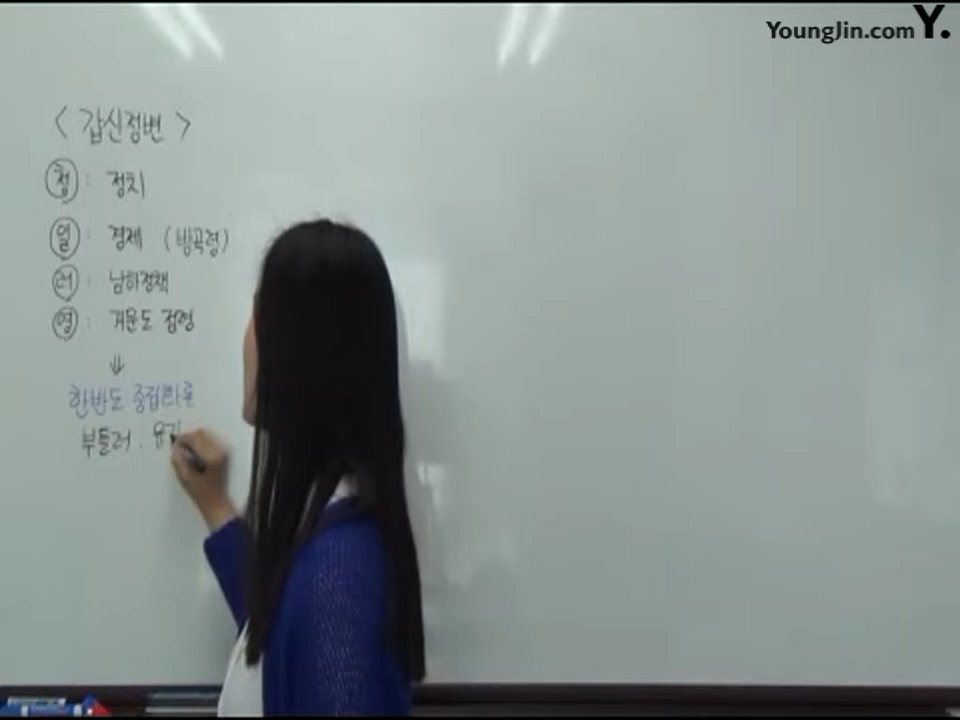 YoungJin.com Y.
< 갑신정변 >
청 : 정치
일 : 경제 (방곡령)
러 : 남하정책
영 : 거문도 점령
⇓
한반도 중립화론
부들러 . 유길